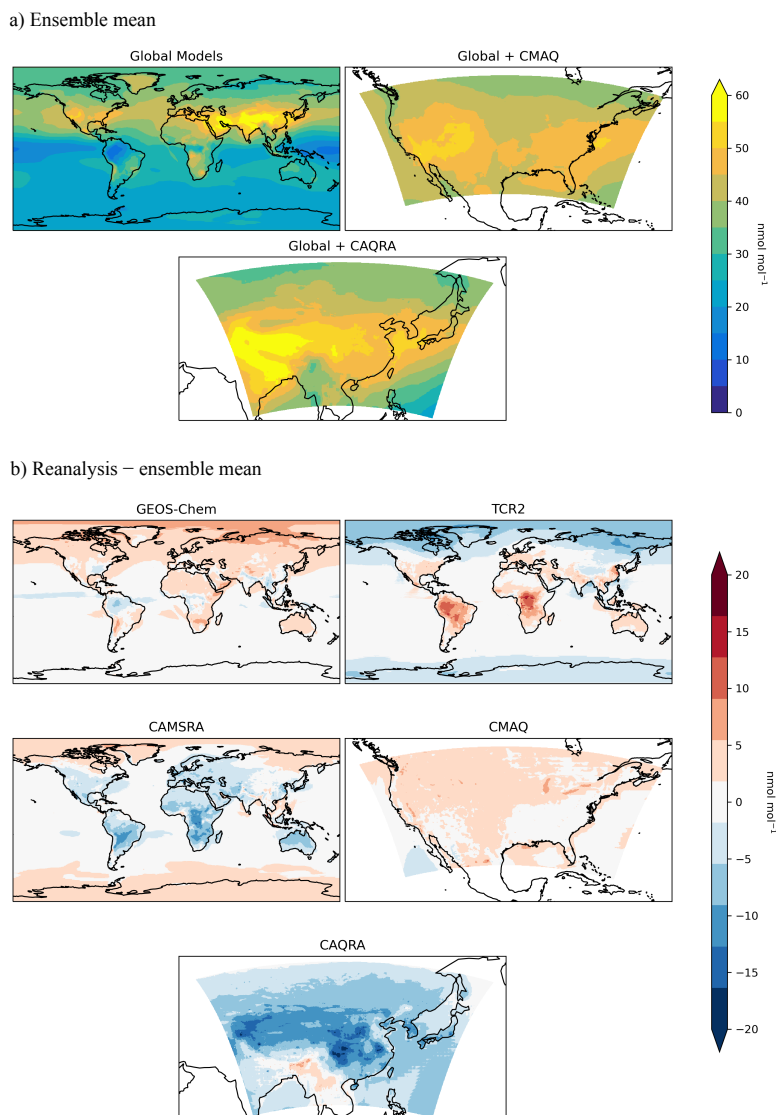 a) Ensemble mean
Global Models
Global + CMAQ
Global + CAQRA
60
50
40
30
20
10
0
nmol mol⁻¹
b) Reanalysis − ensemble mean
GEOS-Chem
TCR2
CAMSRA
CMAQ
CAQRA
20
15
10
5
0
−5
−10
−15
−20
nmol mol⁻¹